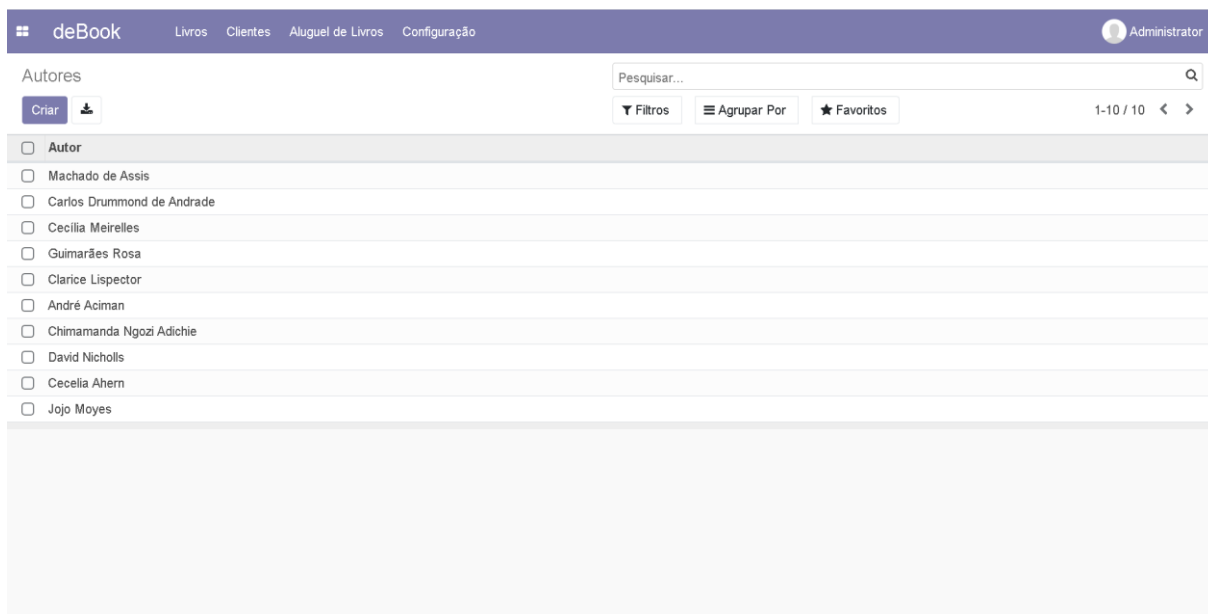 deBook Livros Clientes Aluguel de Livros Configuração Administrator
Autores
Pesquisar...
Criar
Filtros Agrupar Por Favoritos 1-10 / 10
Autor
Machado de Assis
Carlos Drummond de Andrade
Cecília Meirelles
Guimarães Rosa
Clarice Lispector
André Aciman
Chimamanda Ngozi Adichie
David Nicholls
Cecelia Ahern
Jojo Moyes